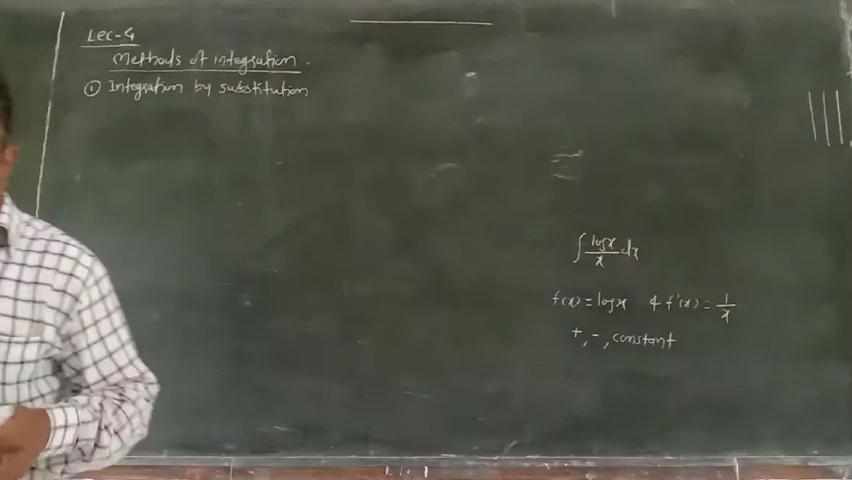 Lec-4
Methods of integration.
① Integration by substitution
∫ logx/x dx
f(x) = logx & f'(x) = 1/x
+, -, constant